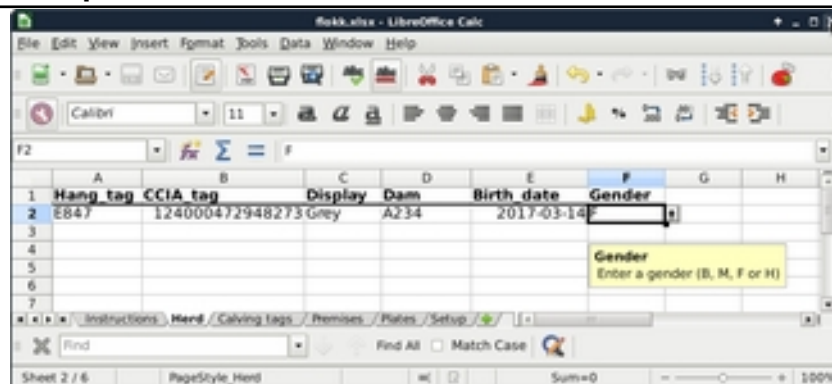 flokk.xlsx - LibreOffice Calc
File Edit View Insert Format Tools Data Window Help
Calibri 11
F2 F
A B C D E F G H
1 Hang_tag CCIA_tag Display Dam Birth_date Gender
2 E847 124000472948273 Grey A234 2017-03-14 F
3
4
5
6
7
Gender
Enter a gender (B, M, F or H)
Instructions Herd Calving tags Premises Plates Setup
Find Find All Match Case
Sheet 2 / 6 PageStyle_Herd Sum=0 100%